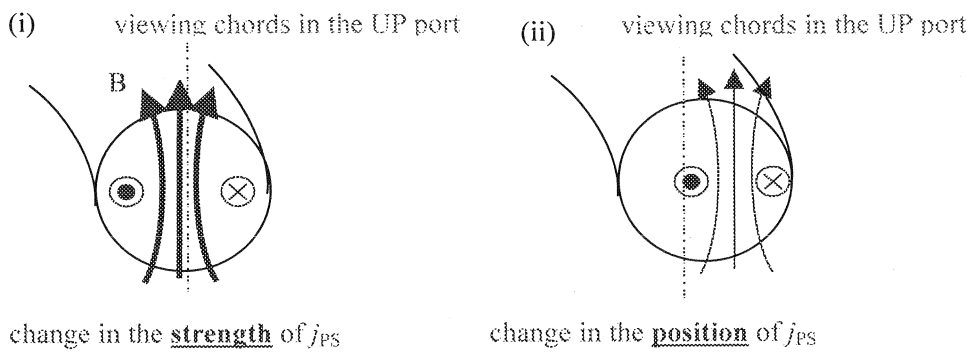 (i) viewing chords in the UP port
B
change in the strength of jPS
(ii) viewing chords in the UP port
change in the position of jPS